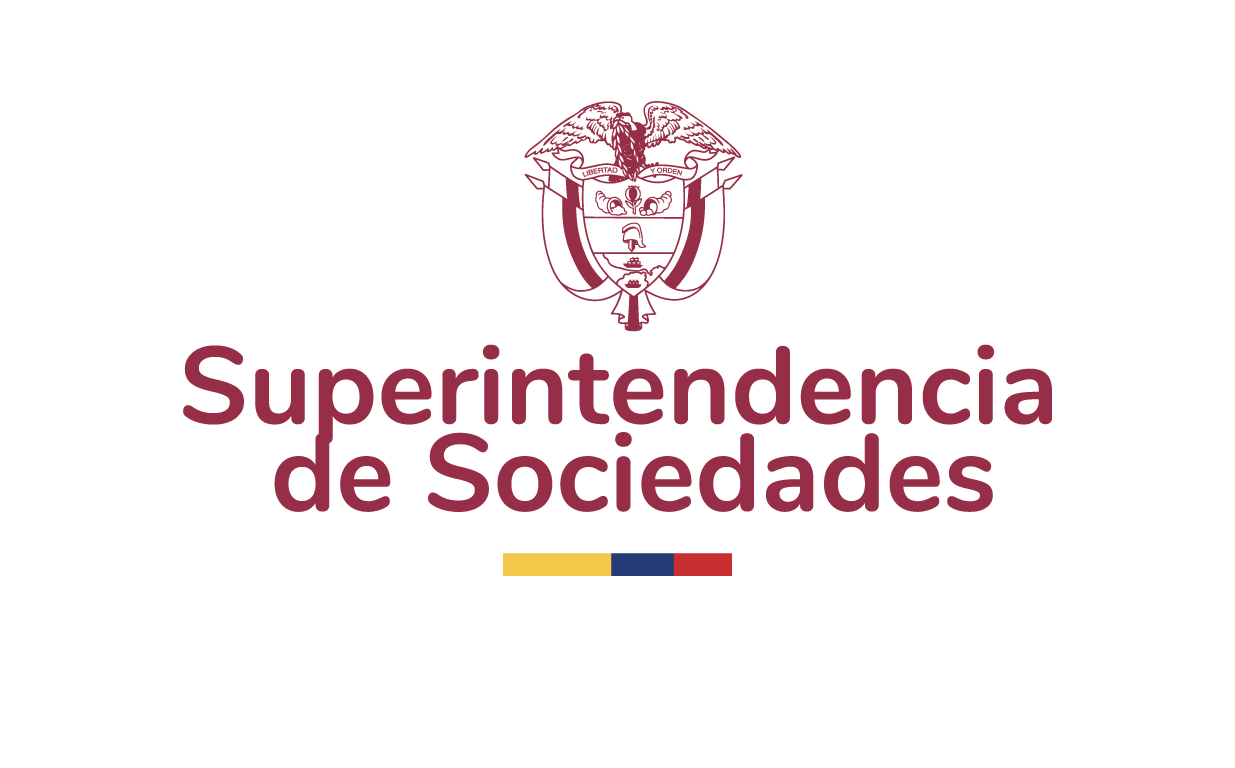 LIBERTAD Y ORDEN
Superintendencia
de Sociedades